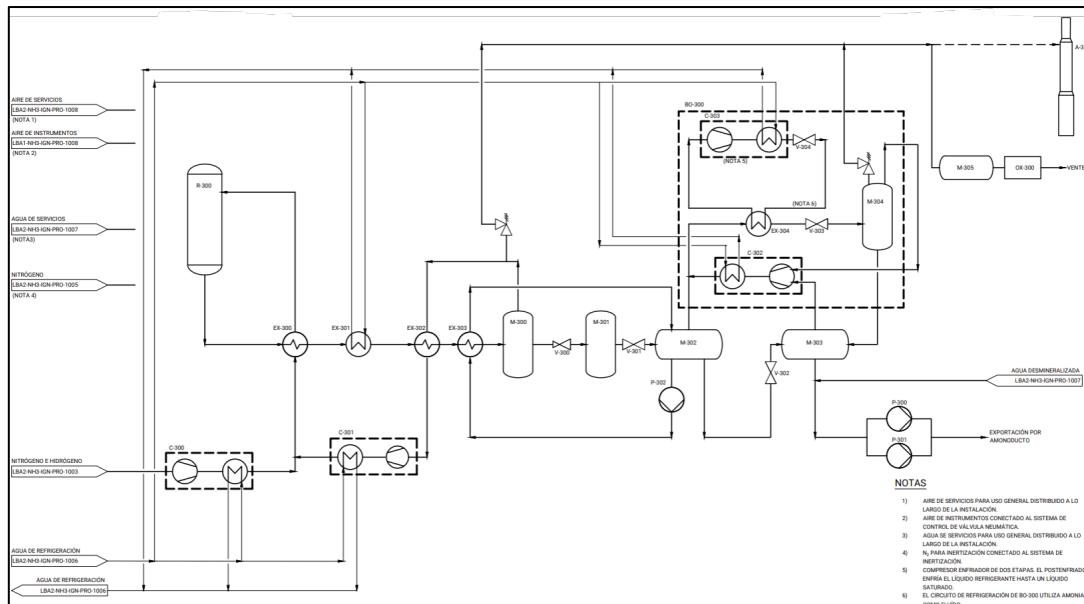 A-3
BO-300
C-303
AIRE DE SERVICIOS
LBA2-NH3-IGN-PRO-1008
(NOTA 1)
AIRE DE INSTRUMENTOS
LBA1-NH3-IGN-PRO-1008
(NOTA 2)
V-304
(NOTA 5)
M-305
OX-300
VENTE
R-300
M-304
(NOTA 6)
AGUA DE SERVICIOS
LBA2-NH3-IGN-PRO-1007
(NOTA3)
EX-304
V-303
C-302
NITRÓGENO
LBA2-NH3-IGN-PRO-1005
(NOTA 4)
EX-300
EX-301
EX-302
EX-303
M-300
M-301
V-300
V-301
M-302
M-303
V-302
P-302
AGUA DESMINERALIZADA
LBA2-NH3-IGN-PRO-1007
P-300
P-301
EXPORTACIÓN POR
AMONODUCTO
C-300
C-301
NITRÓGENO E HIDRÓGENO
LBA2-NH3-IGN-PRO-1003
AGUA DE REFRIGERACIÓN
LBA2-NH3-IGN-PRO-1006
AGUA DE REFRIGERACIÓN
LBA2-NH3-IGN-PRO-1006
NOTAS
1) AIRE DE SERVICIOS PARA USO GENERAL DISTRIBUIDO A LO
LARGO DE LA INSTALACIÓN.
2) AIRE DE INSTRUMENTOS CONECTADO AL SISTEMA DE
CONTROL DE VÁLVULA NEUMÁTICA.
3) AGUA SE SERVICIOS PARA USO GENERAL DISTRIBUIDO A LO
LARGO DE LA INSTALACIÓN.
4) N₂ PARA INERTIZACIÓN CONECTADO AL SISTEMA DE
INERTIZACIÓN.
5) COMPRESOR ENFRIADOR DE DOS ETAPAS. EL POSTENFRIADO
ENFRÍA EL LÍQUIDO REFRIGERANTE HASTA UN LÍQUIDO
SATURADO.
6) EL CIRCUITO DE REFRIGERACIÓN DE BO-300 UTILIZA AMONIA